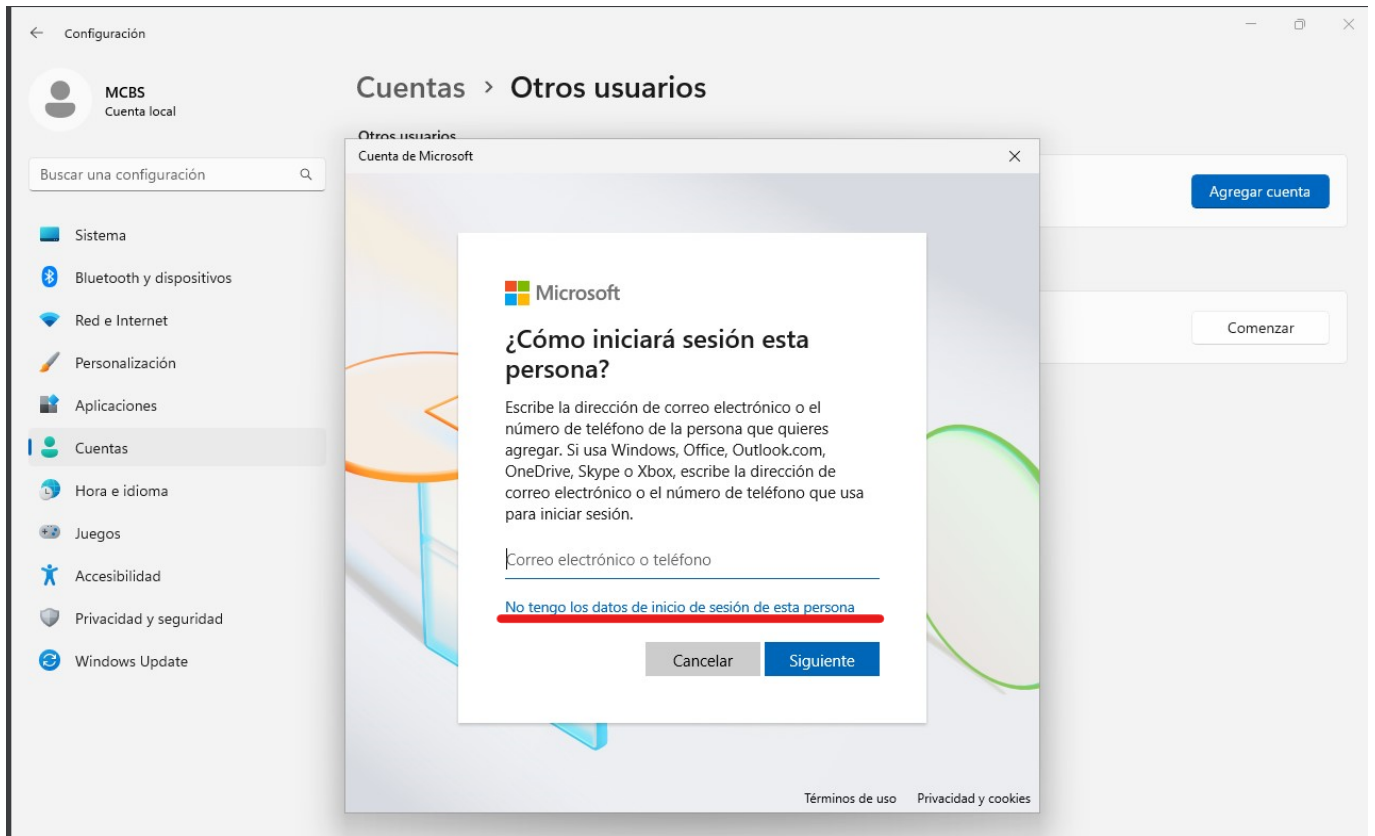 Configuración
MCBS
Cuenta local
Buscar una configuración
Sistema
Bluetooth y dispositivos
Red e Internet
Personalización
Aplicaciones
Cuentas
Hora e idioma
Juegos
Accesibilidad
Privacidad y seguridad
Windows Update
Cuentas > Otros usuarios
Otros usuarios
Agregar cuenta
Comenzar
Cuenta de Microsoft
Microsoft
¿Cómo iniciará sesión esta
persona?
Escribe la dirección de correo electrónico o el
número de teléfono de la persona que quieres
agregar. Si usa Windows, Office, Outlook.com,
OneDrive, Skype o Xbox, escribe la dirección de
correo electrónico o el número de teléfono que usa
para iniciar sesión.
Correo electrónico o teléfono
No tengo los datos de inicio de sesión de esta persona
Cancelar
Siguiente
Términos de uso
Privacidad y cookies